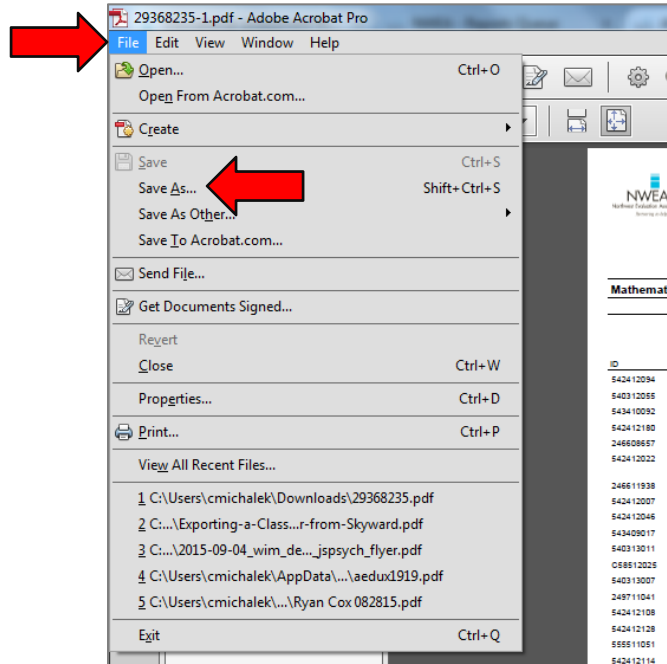 29368235-1.pdf - Adobe Acrobat Pro
File Edit View Window Help
Open... Ctrl+O
Open From Acrobat.com...
Create
Save Ctrl+S
Save As... Shift+Ctrl+S
Save As Other...
Save To Acrobat.com...
Send File...
Get Documents Signed...
Revert
Close Ctrl+W
Properties... Ctrl+D
Print... Ctrl+P
View All Recent Files...
1 C:\Users\cmichalek\Downloads\29368235.pdf
2 C:\...\Exporting-a-Class...r-from-Skyward.pdf
3 C:\...\2015-09-04_wim_de..._jspsych_flyer.pdf
4 C:\Users\cmichalek\AppData\...\aedux1919.pdf
5 C:\Users\cmichalek\...\Ryan Cox 082815.pdf
Exit Ctrl+Q
NWEA
Mathemat
ID
542412094
540312055
543410092
542412180
246608657
542412022
246611938
542412007
542412046
543409017
540313011
G58512025
540313007
249711041
542412108
542412128
555511051
542412114